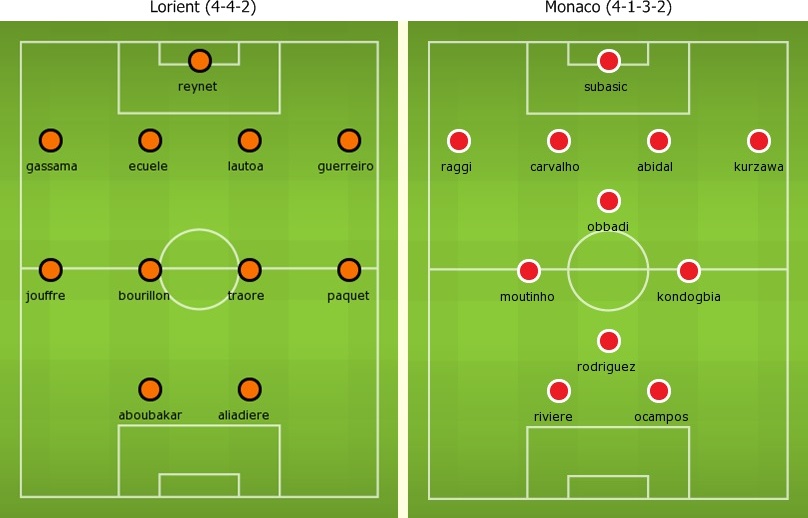 Lorient (4-4-2)
reynet
gassama ecuele lautoa guerreiro
jouffre bourillon traore paquet
aboubakar aliadiere
Monaco (4-1-3-2)
subasic
raggi carvalho abidal kurzawa
obbadi
moutinho kondogbia
rodriguez
riviere ocampos